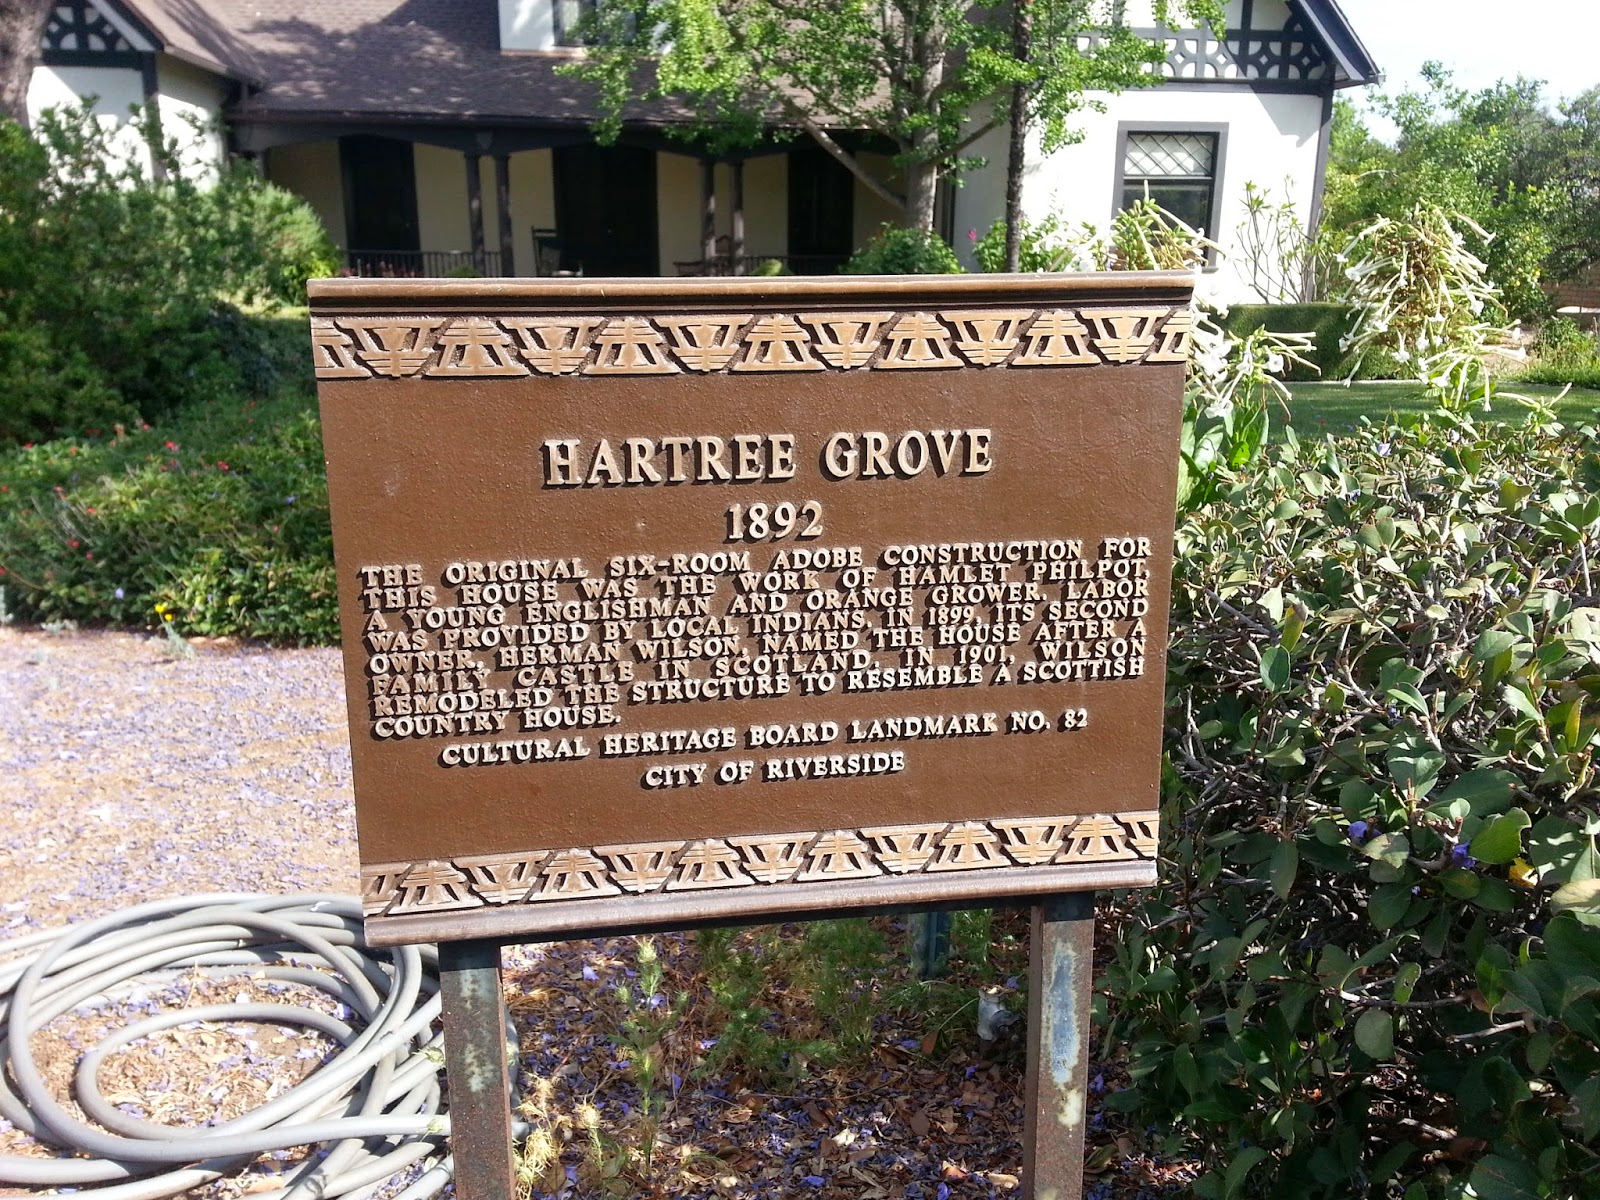 HARTREE GROVE
1892
THE ORIGINAL SIX-ROOM ADOBE CONSTRUCTION FOR
THIS HOUSE WAS THE WORK OF HAMLET PHILPOT,
A YOUNG ENGLISHMAN AND ORANGE GROWER. LABOR
WAS PROVIDED BY LOCAL INDIANS. IN 1899, ITS SECOND
OWNER, HERMAN WILSON, NAMED THE HOUSE AFTER A
FAMILY CASTLE IN SCOTLAND. IN 1901, WILSON
REMODELED THE STRUCTURE TO RESEMBLE A SCOTTISH
COUNTRY HOUSE.
CULTURAL HERITAGE BOARD LANDMARK NO. 82
CITY OF RIVERSIDE